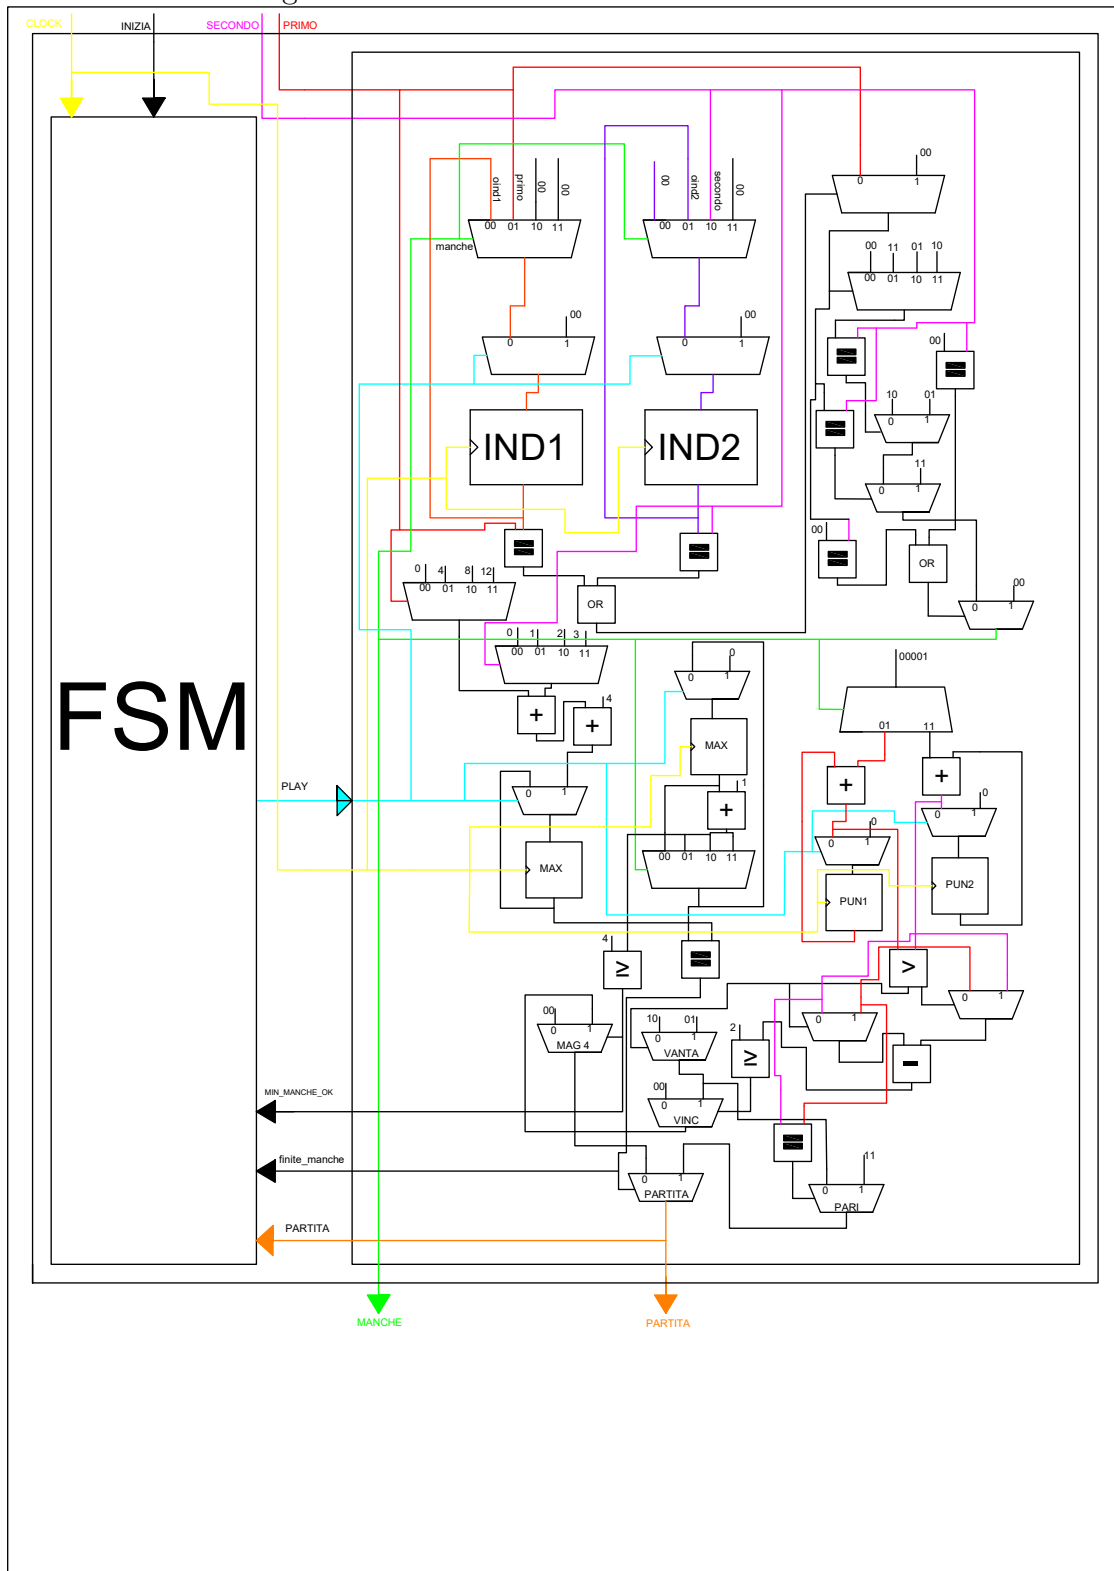 CLOCK
INIZIA
SECONDO
PRIMO
00
oind1
primo
00
00
00
oind2
secondo
00
0 1
00 01 10 11
manche
00 01 10 11
00 11 01 10
00 01 10 11
00
0 1
00
0 1
00
10 01
0 1
IND1
IND2
11
0 1
00
OR
0 4 8 12
00 01 10 11
OR
00
0 1
0 1 2 3
00 01 10 11
0
0 1
00001
FSM
+
4
+
MAX
01 11
+
+
PLAY
0 1
1
+
0
0 1
0
0 1
00 01 10 11
MAX
PUN1
PUN2
4
≥
>
00
0 1
MAG 4
10 01
0 1
VANTA
2
≥
0 1
0 1
-
MIN_MANCHE_OK
00
0 1
VINC
finite_manche
0 1
PARTITA
11
0 1
PARI
PARTITA
MANCHE
PARTITA